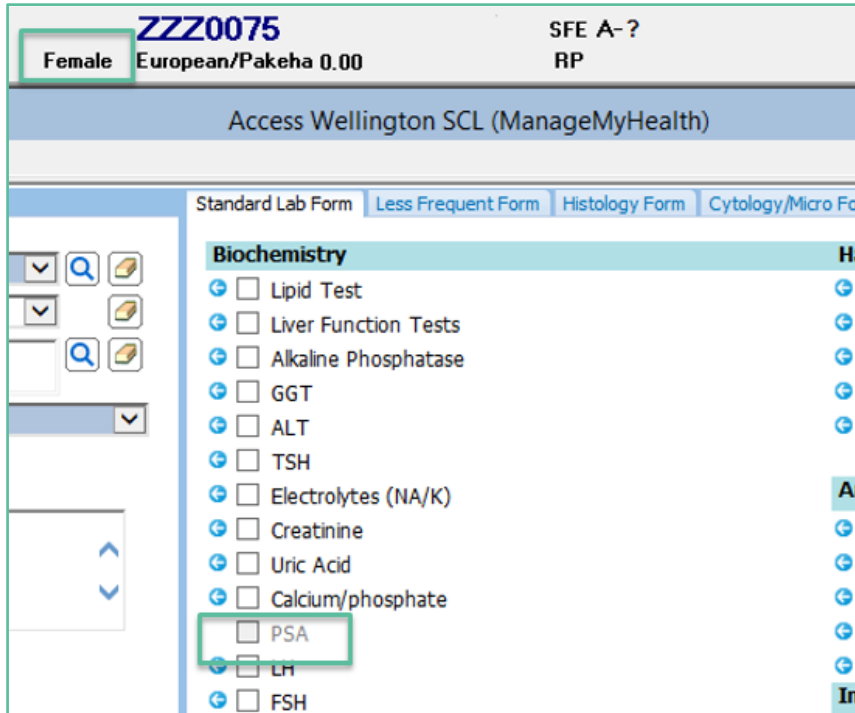 ZZZ0075 SFE A-?
Female European/Pakeha 0.00 RP
Access Wellington SCL (ManageMyHealth)
Standard Lab Form Less Frequent Form Histology Form Cytology/Micro
Biochemistry
Lipid Test
Liver Function Tests
Alkaline Phosphatase
GGT
ALT
TSH
Electrolytes (NA/K)
Creatinine
Uric Acid
Calcium/phosphate
PSA
LH
FSH